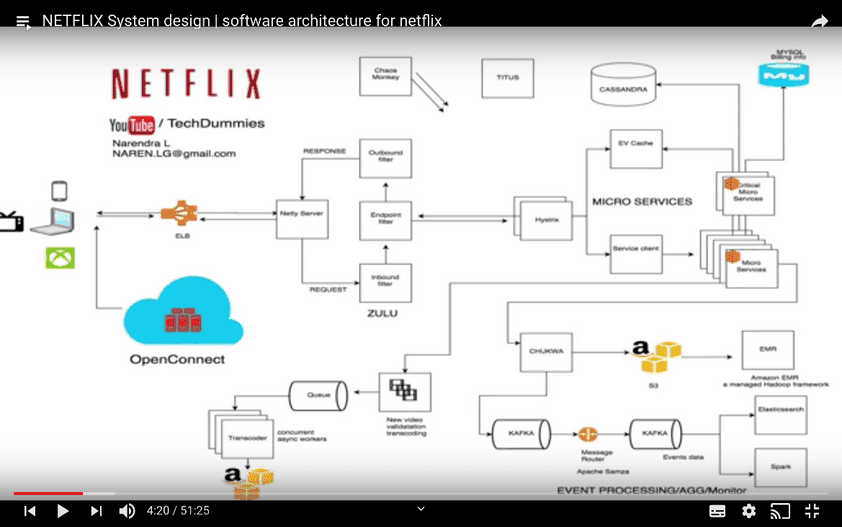 NETFLIX System design | software architecture for netflix
NETFLIX
YouTube / TechDummies
Narendra L
NAREN.LG@gmail.com
Chaos
Monkey
TITUS
CASSANDRA
MYSQL
Billing info
My
RESPONSE
Outbound
filter
EV Cache
Critical
Micro
Services
MICRO SERVICES
Netty Server
Endpoint
filter
Hystrix
ELB
Service client
Micro
Services
REQUEST
Inbound
filter
ZULU
OpenConnect
CHUKWA
a
S3
EMR
Amazon EMR
a managed Hadoop framework
Queue
New video
validatation
transcoding
Transcoder
concurrent
async workers
a
KAFKA
Message
Router
Apache Samza
KAFKA
Events data
Elasticsearch
Spark
EVENT PROCESSING/AGG/Monitor
4:20 / 51:25